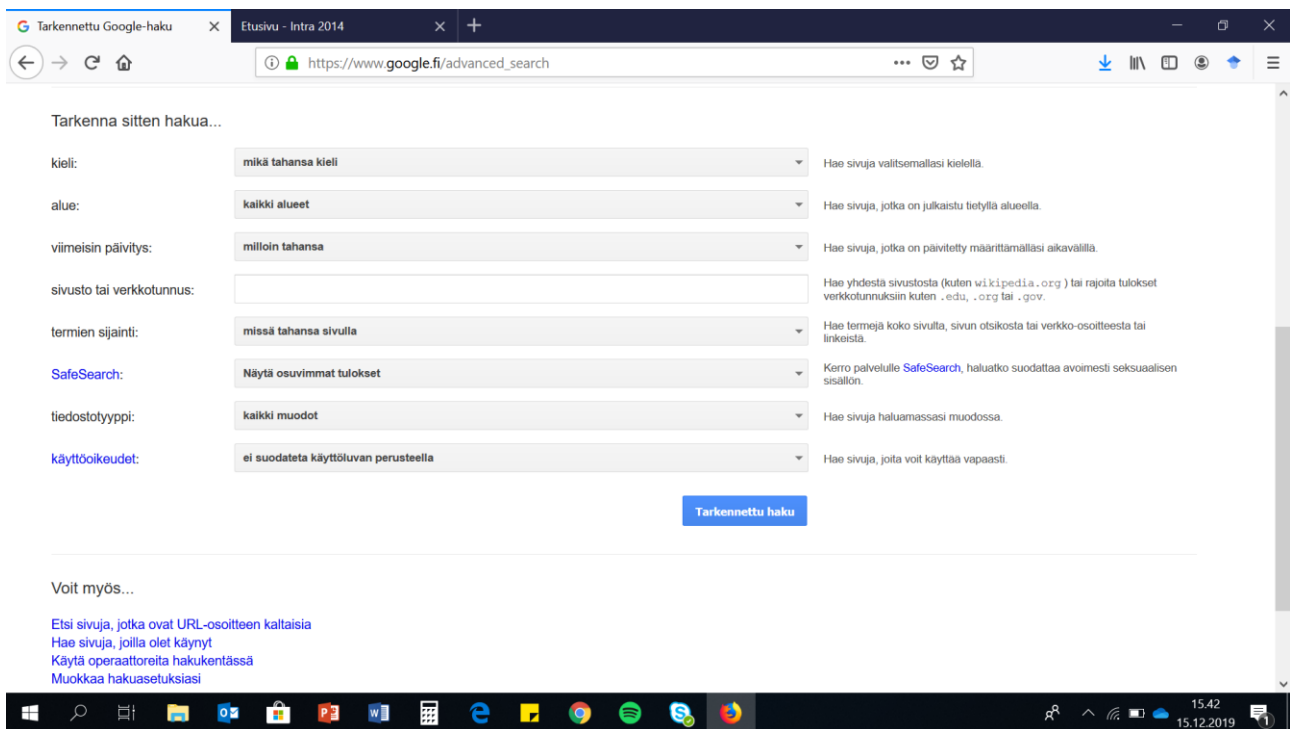 Tarkennettu Google-haku
Etusivu - Intra 2014
https://www.google.fi/advanced_search
Tarkenna sitten hakua...
kieli: mikä tahansa kieli Hae sivuja valitsemallasi kielellä.
alue: kaikki alueet Hae sivuja, jotka on julkaistu tietyllä alueella.
viimeisin päivitys: milloin tahansa Hae sivuja, jotka on päivitetty määrittämälläsi aikavälillä.
sivusto tai verkkotunnus: Hae yhdestä sivustosta (kuten wikipedia.org ) tai rajoita tulokset
verkkotunnuksiin kuten .edu, .org tai .gov.
termien sijainti: missä tahansa sivulla Hae termejä koko sivulta, sivun otsikosta tai verkko-osoitteesta tai
linkeistä.
SafeSearch: Näytä osuvimmat tulokset Kerro palvelulle SafeSearch, haluatko suodattaa avoimesti seksuaalisen
sisällön.
tiedostotyyppi: kaikki muodot Hae sivuja haluamassasi muodossa.
käyttöoikeudet: ei suodateta käyttöluvan perusteella Hae sivuja, joita voit käyttää vapaasti.
Tarkennettu haku
Voit myös...
Etsi sivuja, jotka ovat URL-osoitteen kaltaisia
Hae sivuja, joilla olet käynyt
Käytä operaattoreita hakukentässä
Muokkaa hakuasetuksiasi
15.42
15.12.2019
1